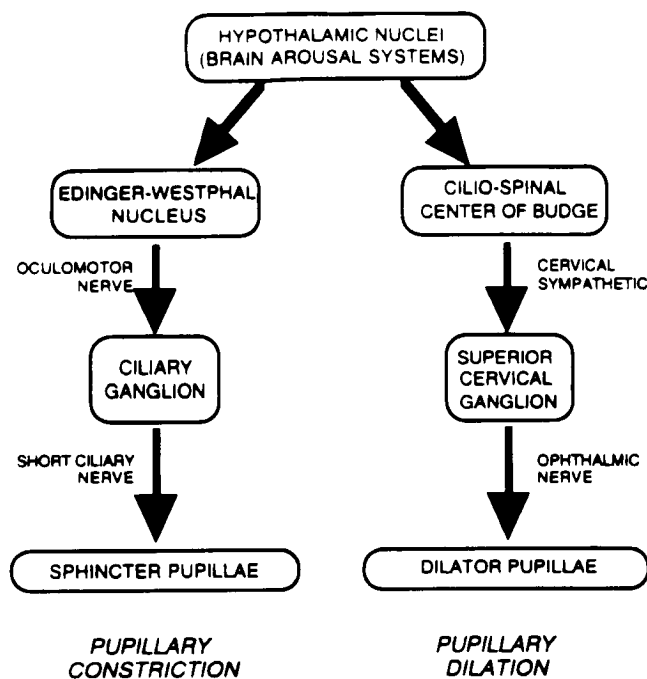 HYPOTHALAMIC NUCLEI
(BRAIN AROUSAL SYSTEMS)
EDINGER-WESTPHAL
NUCLEUS
CILIO-SPINAL
CENTER OF BUDGE
OCULOMOTOR
NERVE
CERVICAL
SYMPATHETIC
CILIARY
GANGLION
SUPERIOR
CERVICAL
GANGLION
SHORT CILIARY
NERVE
OPHTHALMIC
NERVE
SPHINCTER PUPILLAE
DILATOR PUPILLAE
PUPILLARY
CONSTRICTION
PUPILLARY
DILATION